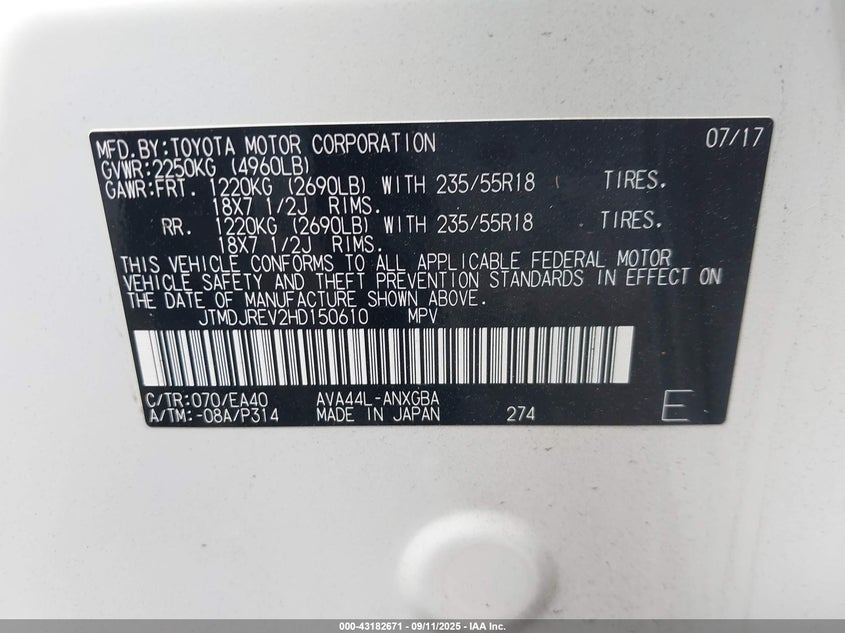 MFD.BY:TOYOTA MOTOR CORPORATION 07/17
GVWR:2250KG (4960LB)
GAWR:FRT. 1220KG (2690LB) WITH 235/55R18 TIRES.
18X7 1/2J RIMS.
RR. 1220KG (2690LB) WITH 235/55R18 TIRES.
18X7 1/2J RIMS.
THIS VEHICLE CONFORMS TO ALL APPLICABLE FEDERAL MOTOR
VEHICLE SAFETY AND THEFT PREVENTION STANDARDS IN EFFECT ON
THE DATE OF MANUFACTURE SHOWN ABOVE.
JTMDJREV2HD150610 MPV
C/TR:070/EA40 AVA44L-ANXGBA
A/TM:-08A/P314 MADE IN JAPAN 274 E
000-43182671 - 09/11/2025 - IAA Inc.